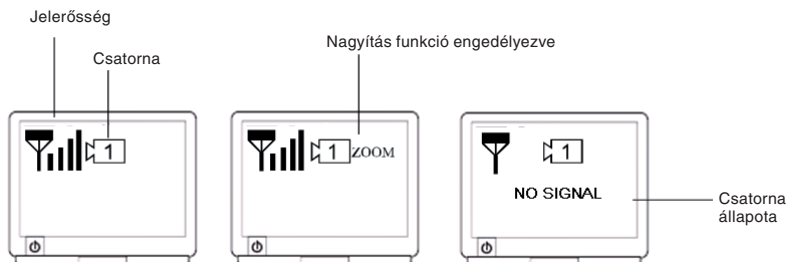 Jelerősség
Csatorna
Nagyítás funkció engedélyezve
1
1 ZOOM
1
NO SIGNAL
Csatorna
állapota